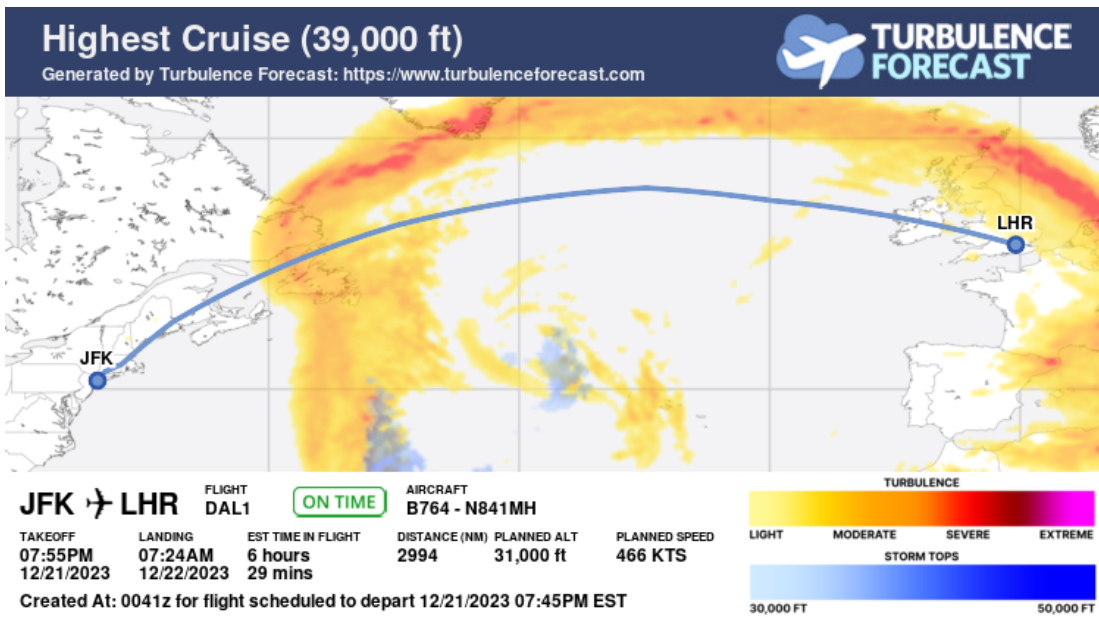 Highest Cruise (39,000 ft)
Generated by Turbulence Forecast: https://www.turbulenceforecast.com
TURBULENCE
FORECAST
LHR
JFK
JFK LHR
FLIGHT
DAL1
ON TIME
AIRCRAFT
B764 - N841MH
TAKEOFF
07:55PM
12/21/2023
LANDING
07:24AM
12/22/2023
EST TIME IN FLIGHT
6 hours
29 mins
DISTANCE (NM)
2994
PLANNED ALT
31,000 ft
PLANNED SPEED
466 KTS
Created At: 0041z for flight scheduled to depart 12/21/2023 07:45PM EST
TURBULENCE
LIGHT MODERATE SEVERE EXTREME
STORM TOPS
30,000 FT 50,000 FT